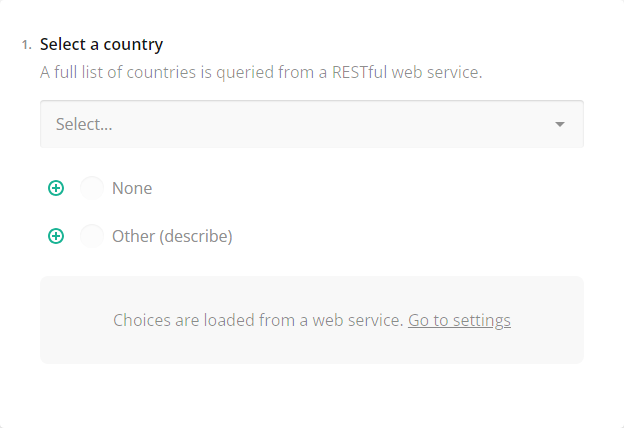 1. Select a country
A full list of countries is queried from a RESTful web service.
Select...
None
Other (describe)
Choices are loaded from a web service. Go to settings